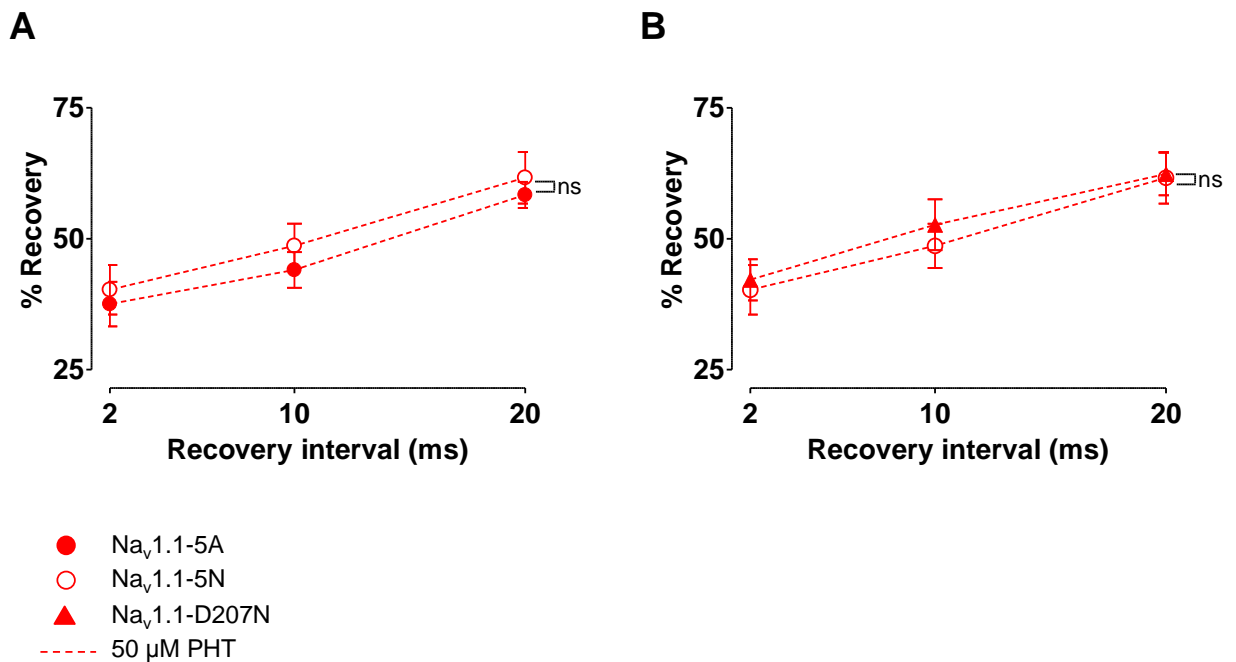 A
B
75
50
25
% Recovery
ns
2 10 20
Recovery interval (ms)
75
50
25
% Recovery
ns
2 10 20
Recovery interval (ms)
Naᵥ1.1-5A
Naᵥ1.1-5N
Naᵥ1.1-D207N
50 µM PHT